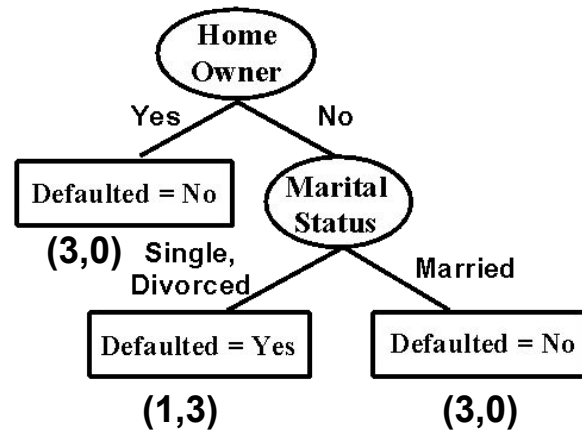 Home
Owner
Yes
No
Defaulted = No
Marital
Status
(3,0)
Single,
Divorced
Married
Defaulted = Yes
Defaulted = No
(1,3)
(3,0)